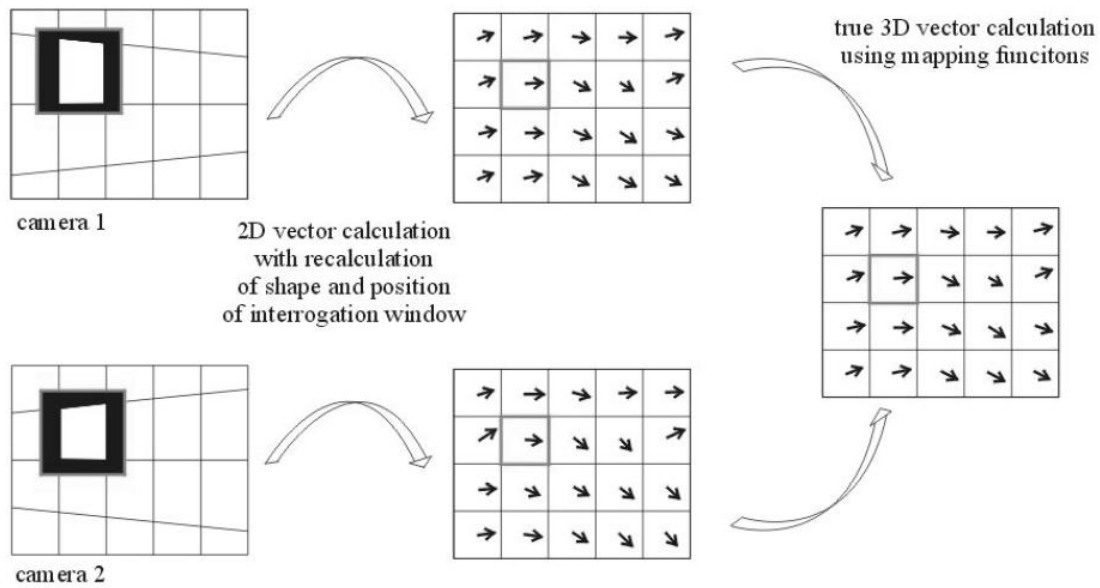 true 3D vector calculation
using mapping funcitons
camera 1
2D vector calculation
with recalculation
of shape and position
of interrogation window
camera 2